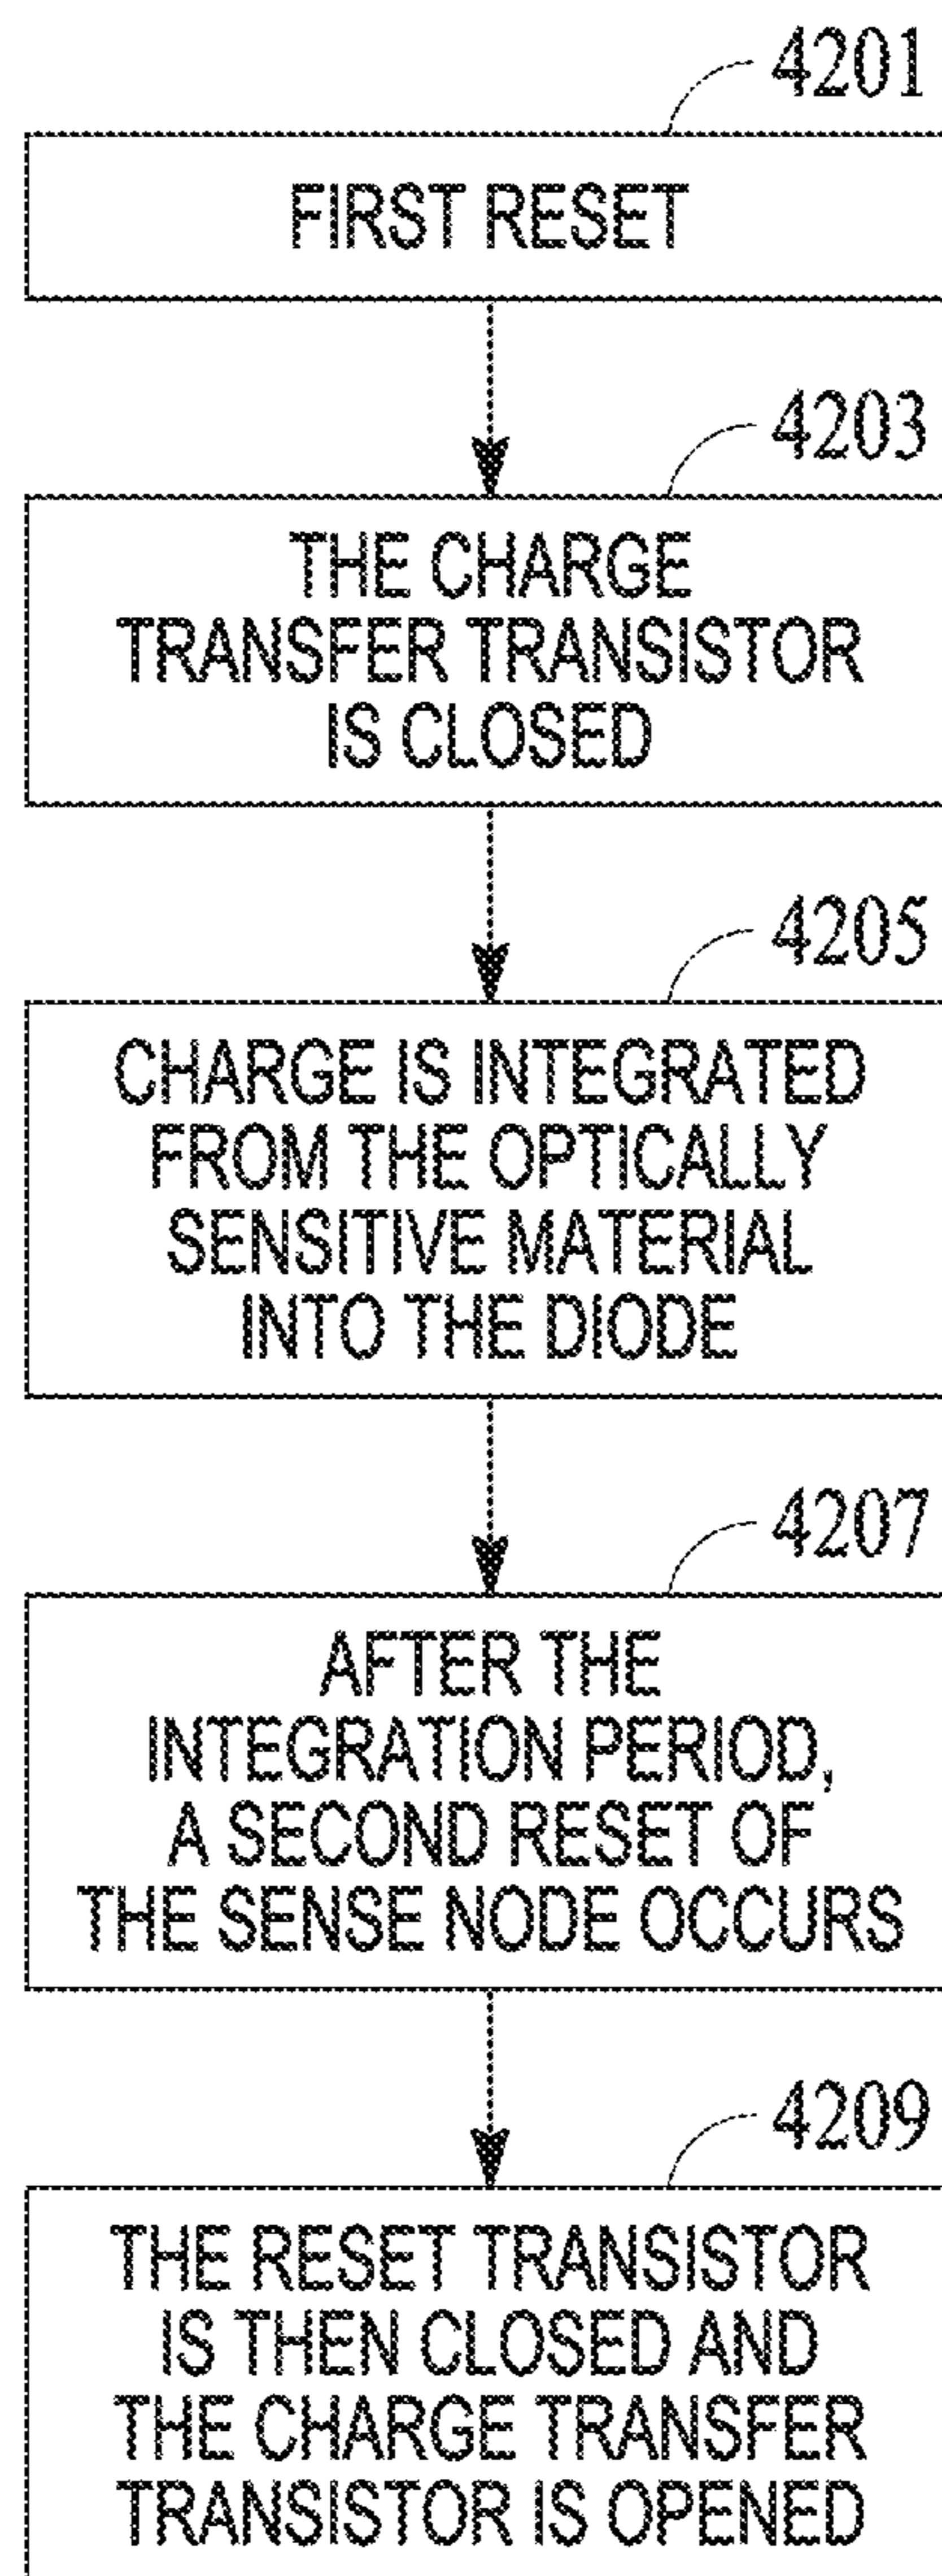 4201
FIRST RESET
4203
THE CHARGE
TRANSFER TRANSISTOR
IS CLOSED
4205
CHARGE IS INTEGRATED
FROM THE OPTICALLY
SENSITIVE MATERIAL
INTO THE DIODE
4207
AFTER THE
INTEGRATION PERIOD,
A SECOND RESET OF
THE SENSE NODE OCCURS
4209
THE RESET TRANSISTOR
IS THEN CLOSED AND
THE CHARGE TRANSFER
TRANSISTOR IS OPENED